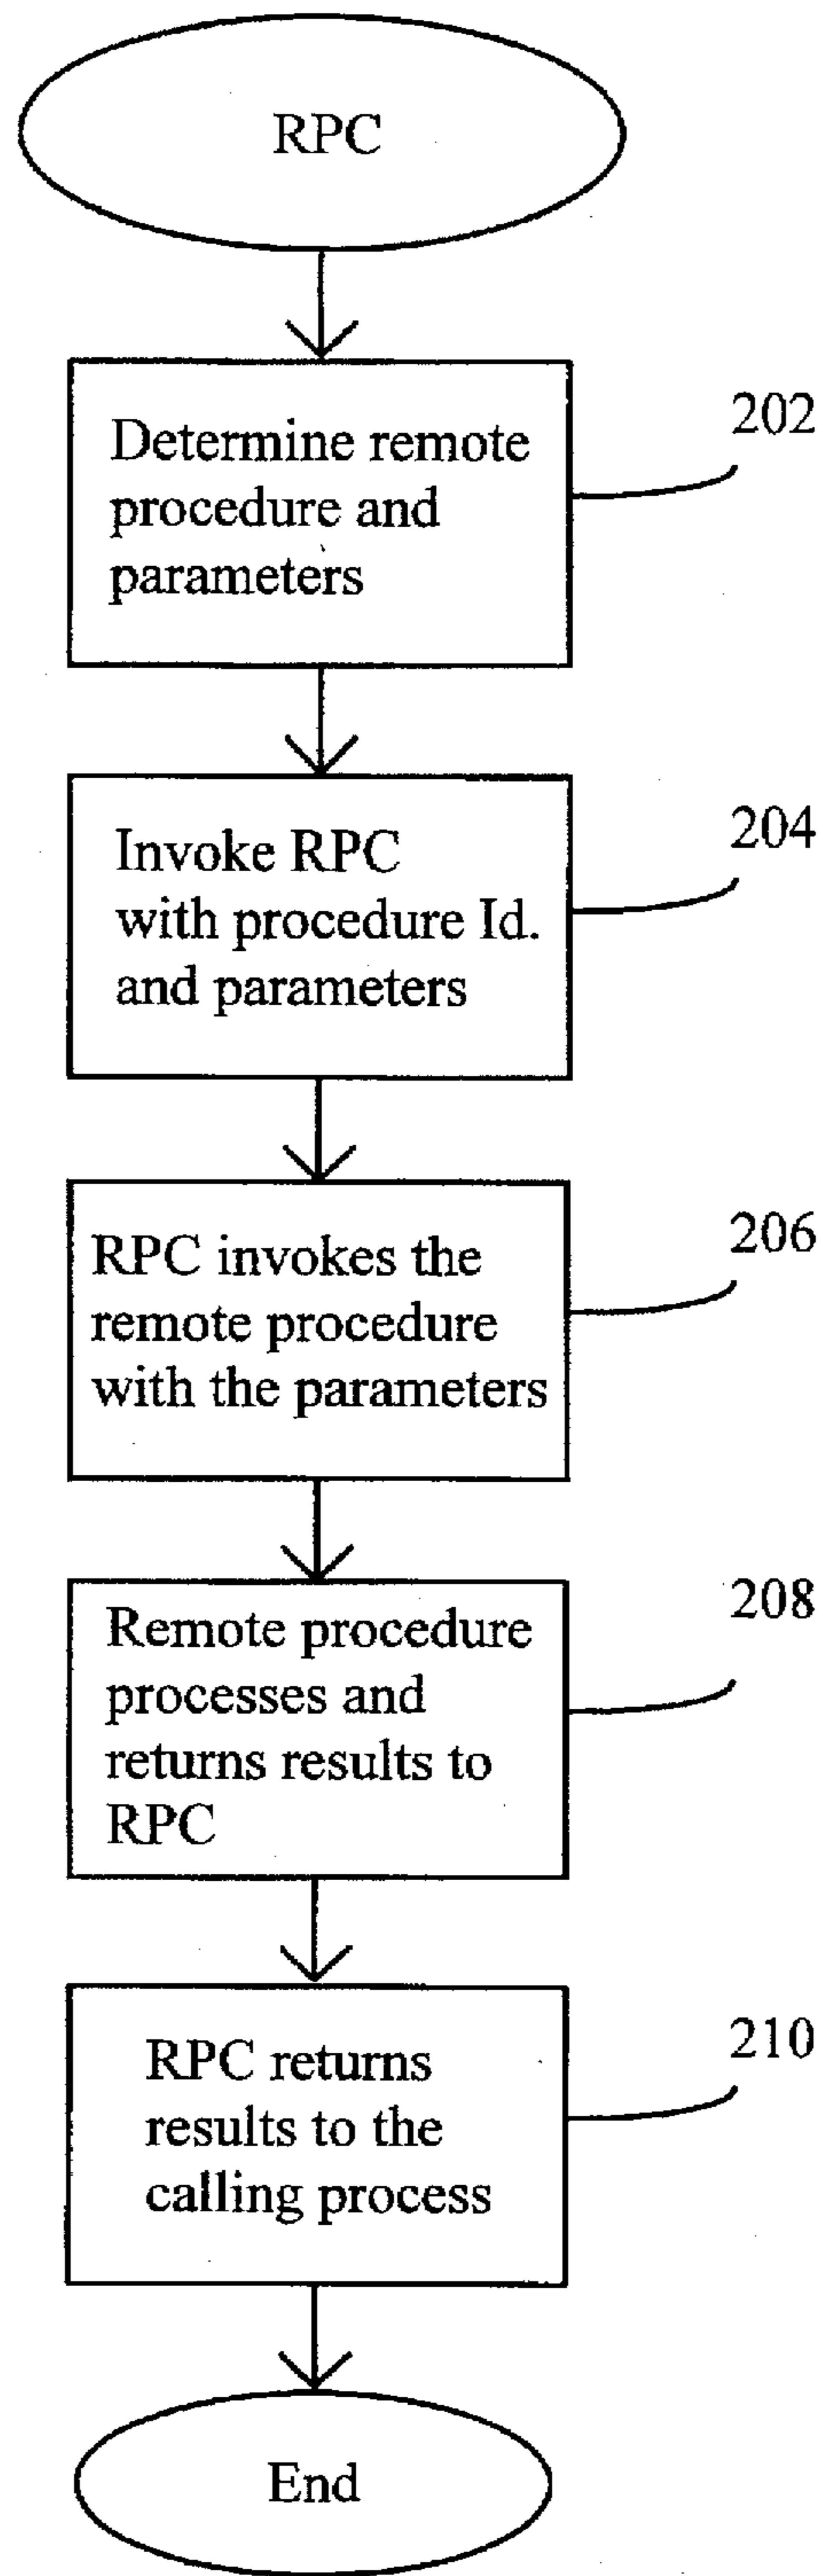 RPC
Determine remote
procedure and
parameters
202
Invoke RPC
with procedure Id.
and parameters
204
RPC invokes the
remote procedure
with the parameters
206
Remote procedure
processes and
returns results to
RPC
208
RPC returns
results to the
calling process
210
End